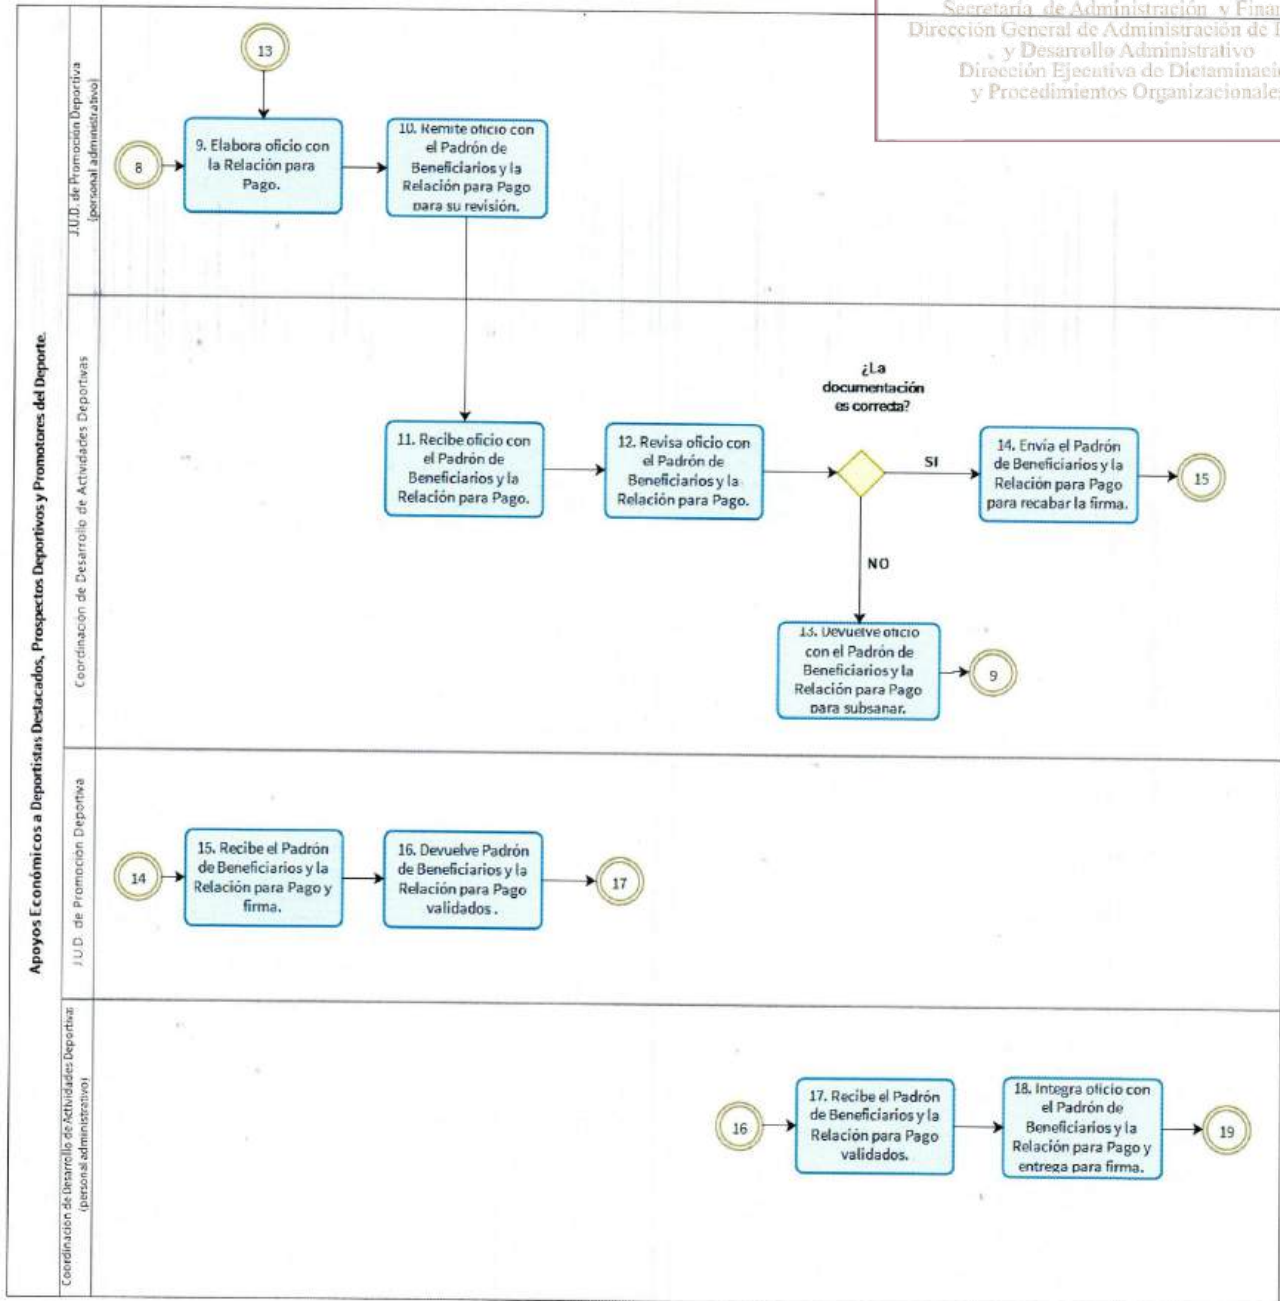 Secretaría de Administración y Finan
Dirección General de Administración de
y Desarrollo Administrativo
Dirección Ejecutiva de Dictaminaci
y Procedimientos Organizacionales
Apoyos Económicos a Deportistas Destacados, Prospectos Deportivos y Promotores del Deporte.
J.U.D. de Promoción Deportiva
(personal administrativo)
13
8
9. Elabora oficio con
la Relación para
Pago.
10. Remite oficio con
el Padrón de
Beneficiarios y la
Relación para Pago
para su revisión.
Coordinación de Desarrollo de Actividades Deportivas
11. Recibe oficio con
el Padrón de
Beneficiarios y la
Relación para Pago.
12. Revisa oficio con
el Padrón de
Beneficiarios y la
Relación para Pago.
¿La
documentación
es correcta?
SI
14. Envía el Padrón
de Beneficiarios y la
Relación para Pago
para recabar la firma.
15
NO
13. Devuelve oficio
con el Padrón de
Beneficiarios y la
Relación para Pago
para subsanar.
9
J.U.D. de Promoción Deportiva
14
15. Recibe el Padrón
de Beneficiarios y la
Relación para Pago y
firma.
16. Devuelve Padrón
de Beneficiarios y la
Relación para Pago
validados .
17
Coordinación de Desarrollo de Actividades Deportivas
(personal administrativo)
16
17. Recibe el Padrón
de Beneficiarios y la
Relación para Pago
validados.
18. Integra oficio con
el Padrón de
Beneficiarios y la
Relación para Pago y
entrega para firma.
19